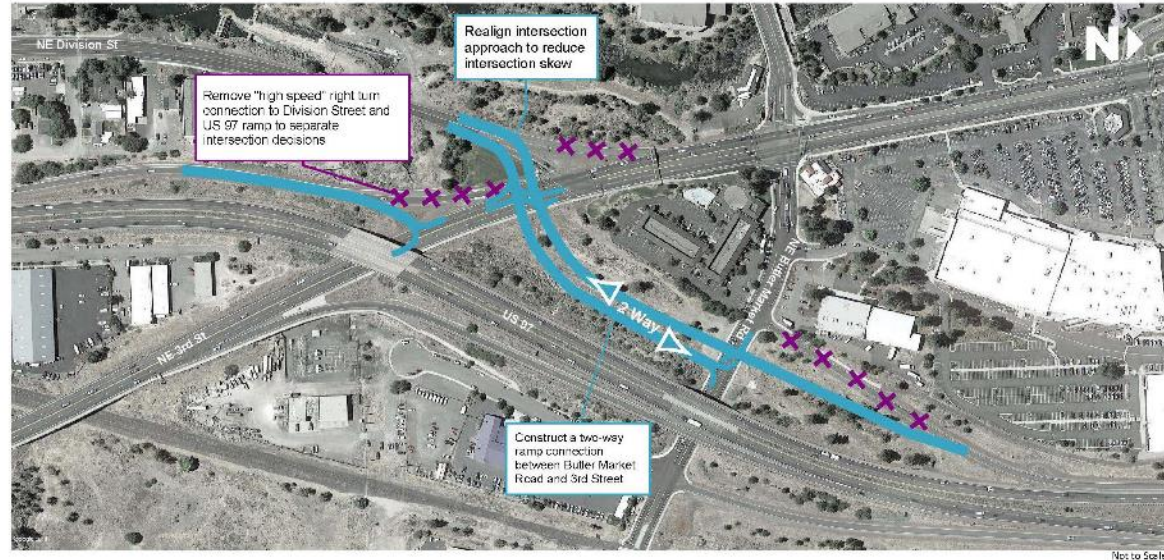 NE Division St
Realign intersection
approach to reduce
intersection skew
N
Remove "high speed" right turn
connection to Division Street and
US 97 ramp to separate
intersection decisions
NE Butler Market Rd
2-Way
US 97
NE 3rd St
Construct a two-way
ramp connection
between Butler Market
Road and 3rd Street
Not to Scale